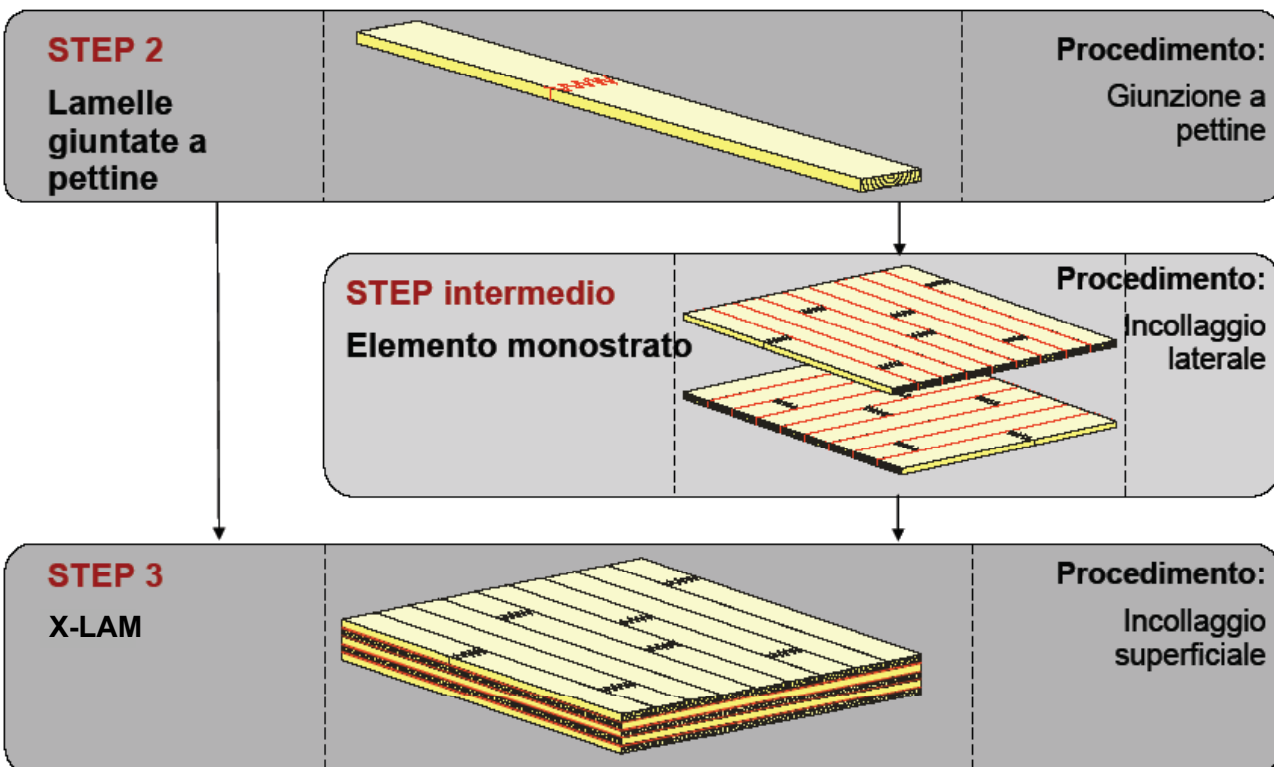 STEP 2
Lamelle
giuntate a
pettine
Procedimento:
Giunzione a
pettine
STEP intermedio
Elemento monostrato
Procedimento:
Incollaggio
laterale
STEP 3
X-LAM
Procedimento:
Incollaggio
superficiale